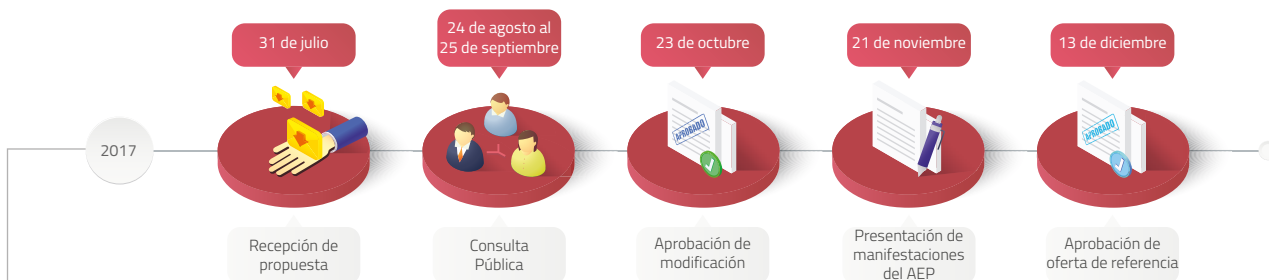 2017
31 de julio
24 de agosto al
25 de septiembre
23 de octubre
21 de noviembre
13 de diciembre
APROBADO
APROBADO
Recepción de
propuesta
Consulta
Pública
Aprobación de
modificación
Presentación de
manifestaciones
del AEP
Aprobación de
oferta de referencia